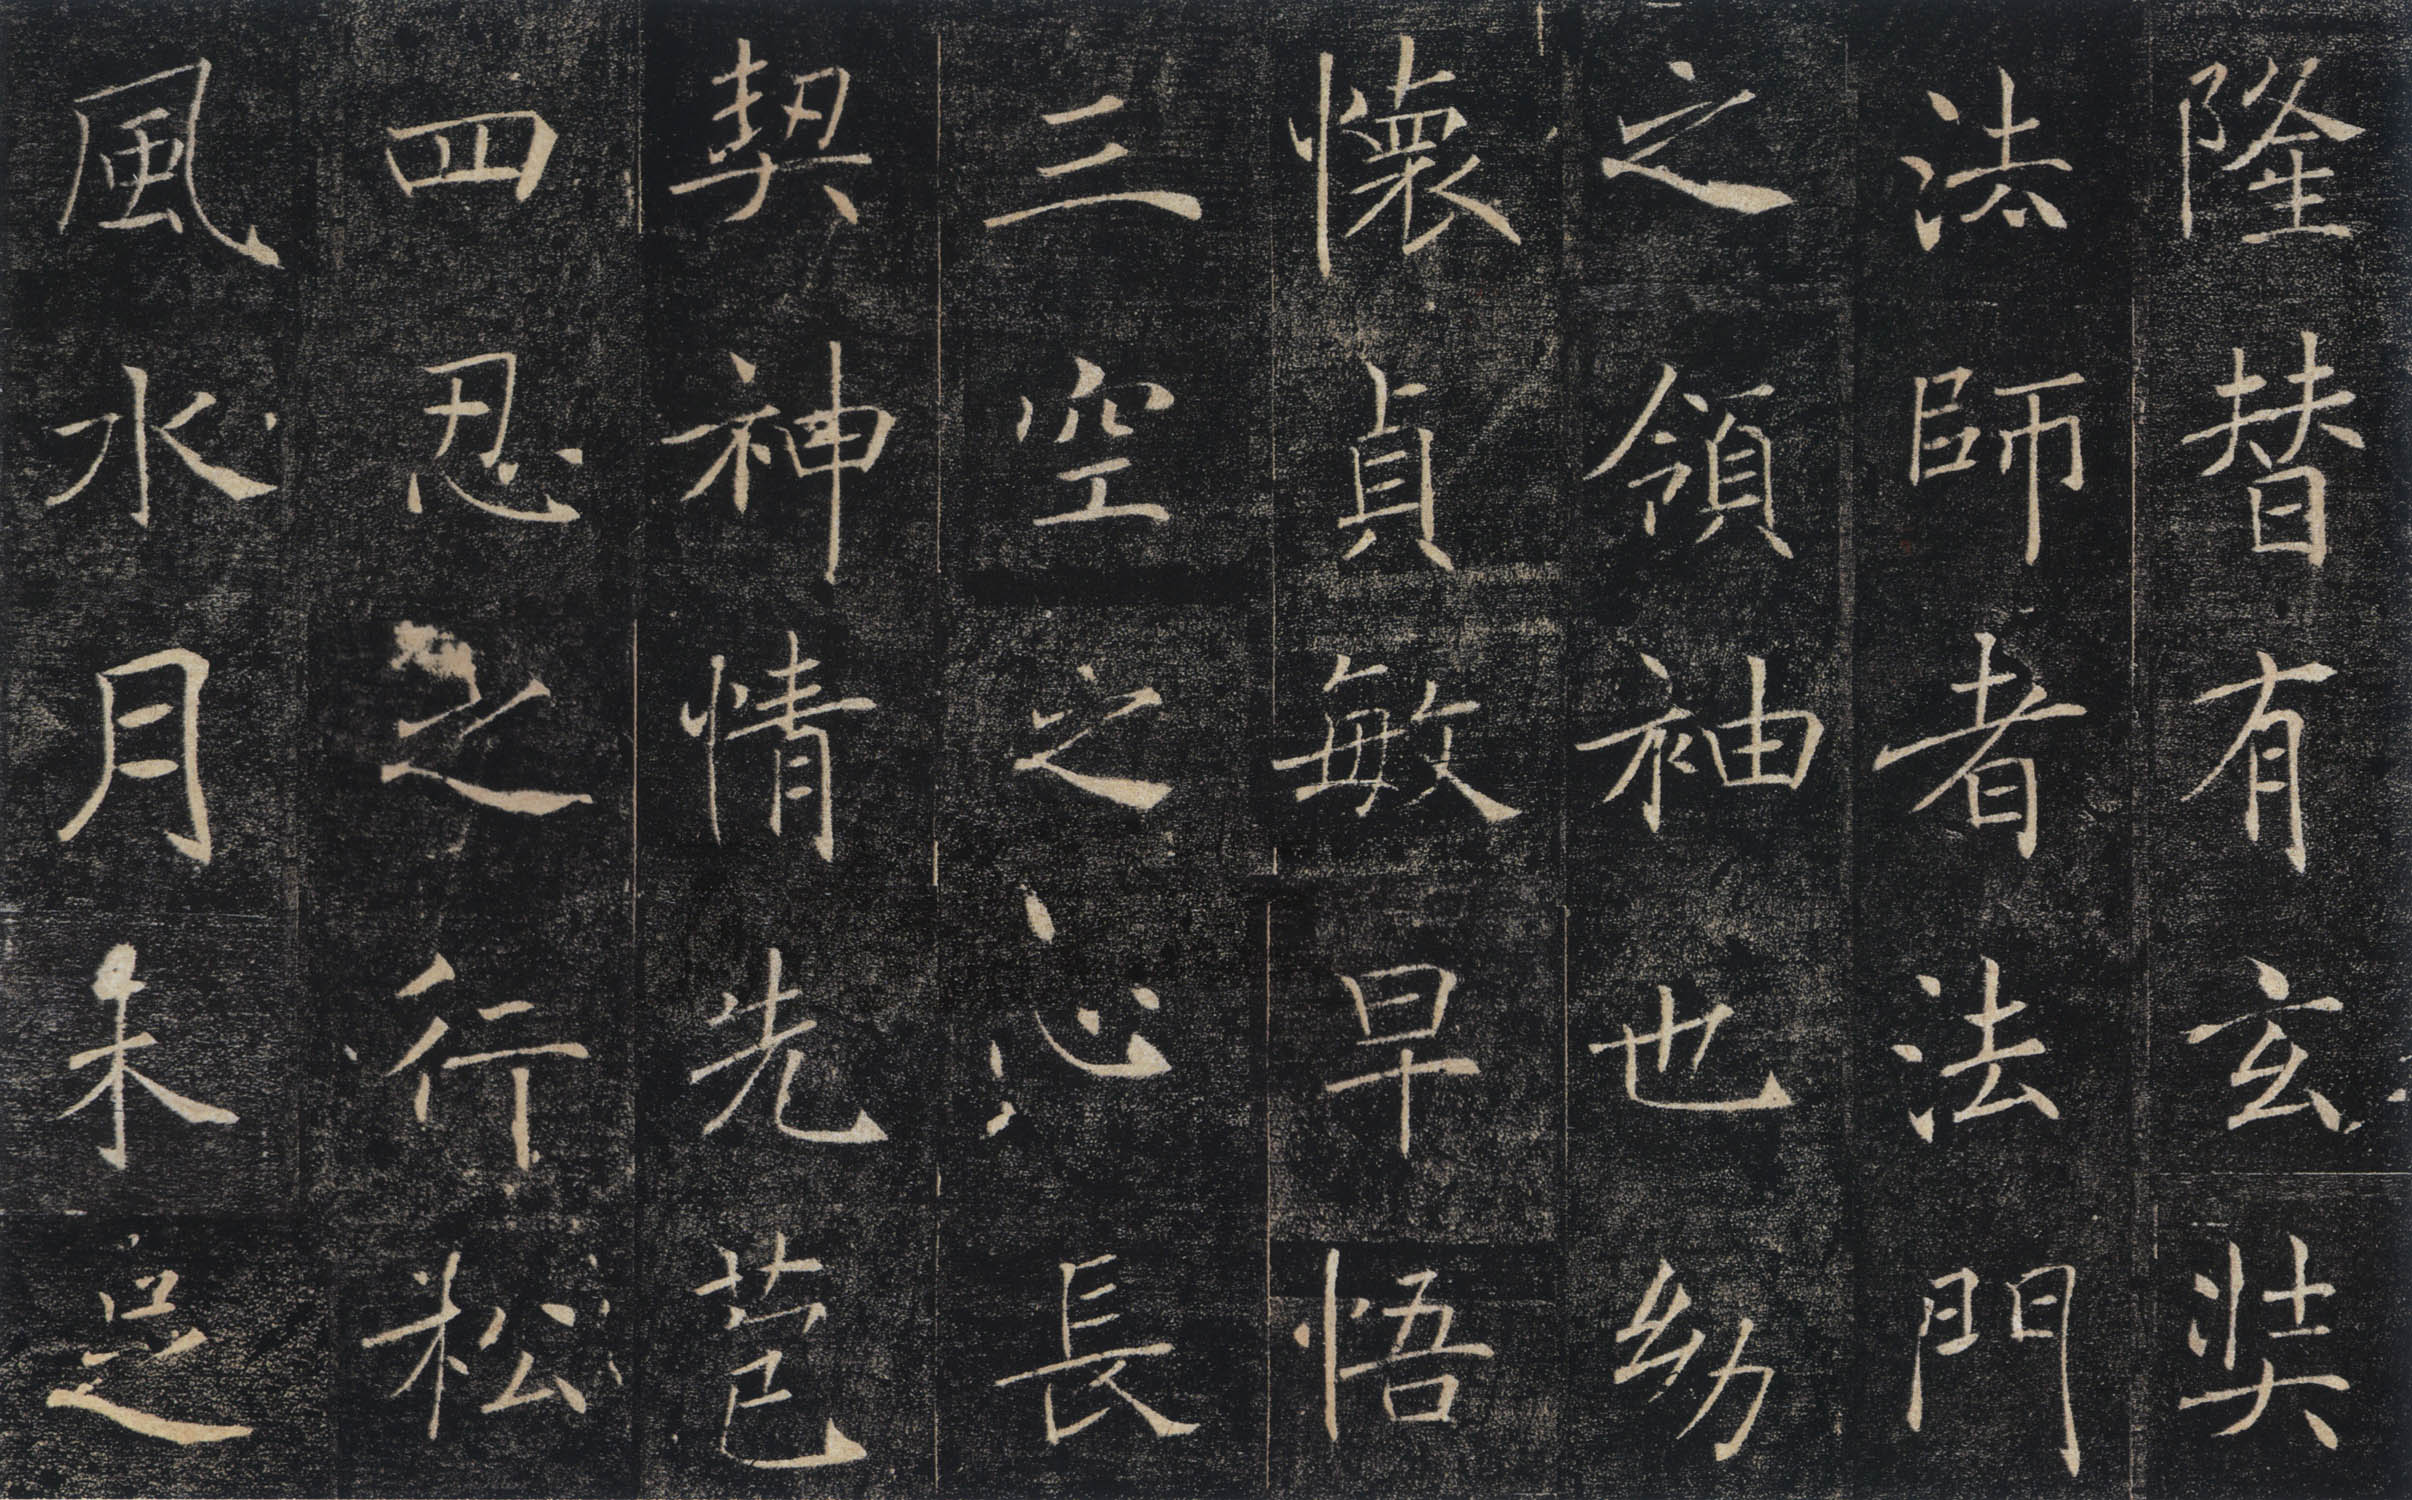 隆替有玄奘
法師者法門
之領袖也幼
懷貞敏早悟
三空之心長
契神情先苞
四忍之行松
風水月未足